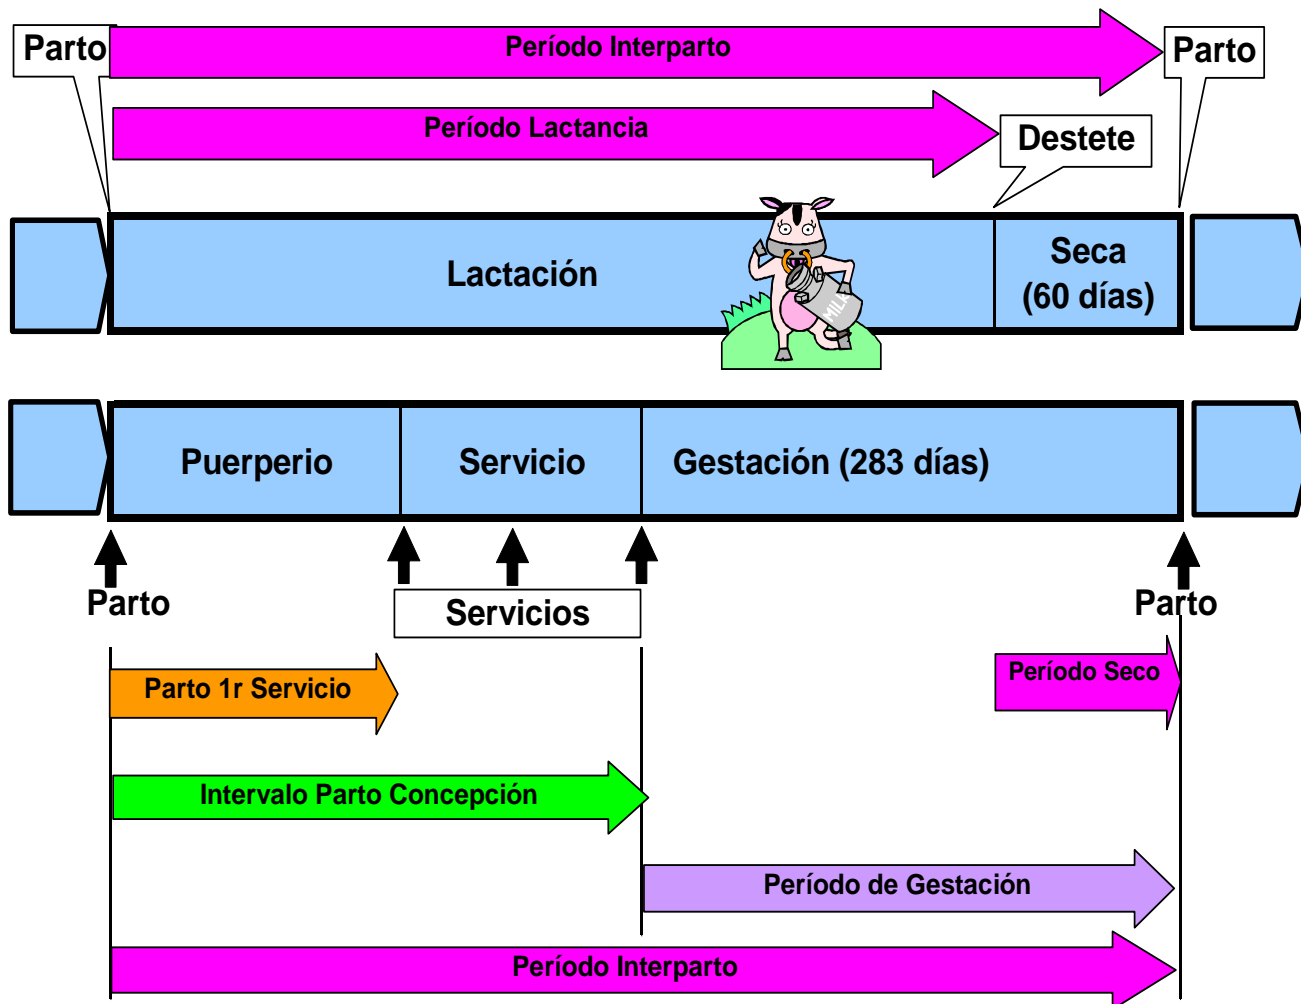 Parto
Período Interparto
Parto
Período Lactancia
Destete
Lactación
Seca
(60 días)
MILK
Puerperio
Servicio
Gestación (283 días)
Parto
Servicios
Parto
Parto 1r Servicio
Período Seco
Intervalo Parto Concepción
Período de Gestación
Período Interparto